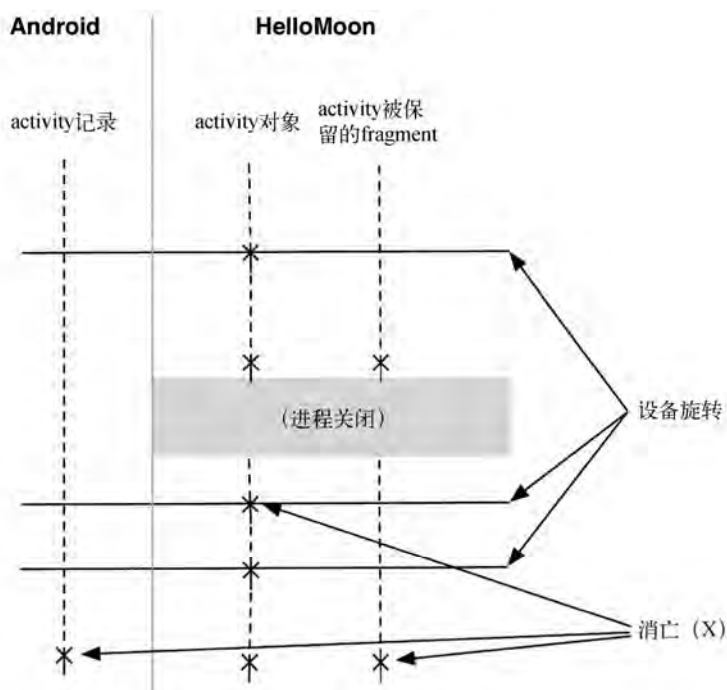 Android
HelloMoon
activity记录
activity对象
activity被保
留的fragment
(进程关闭)
设备旋转
消亡（X）